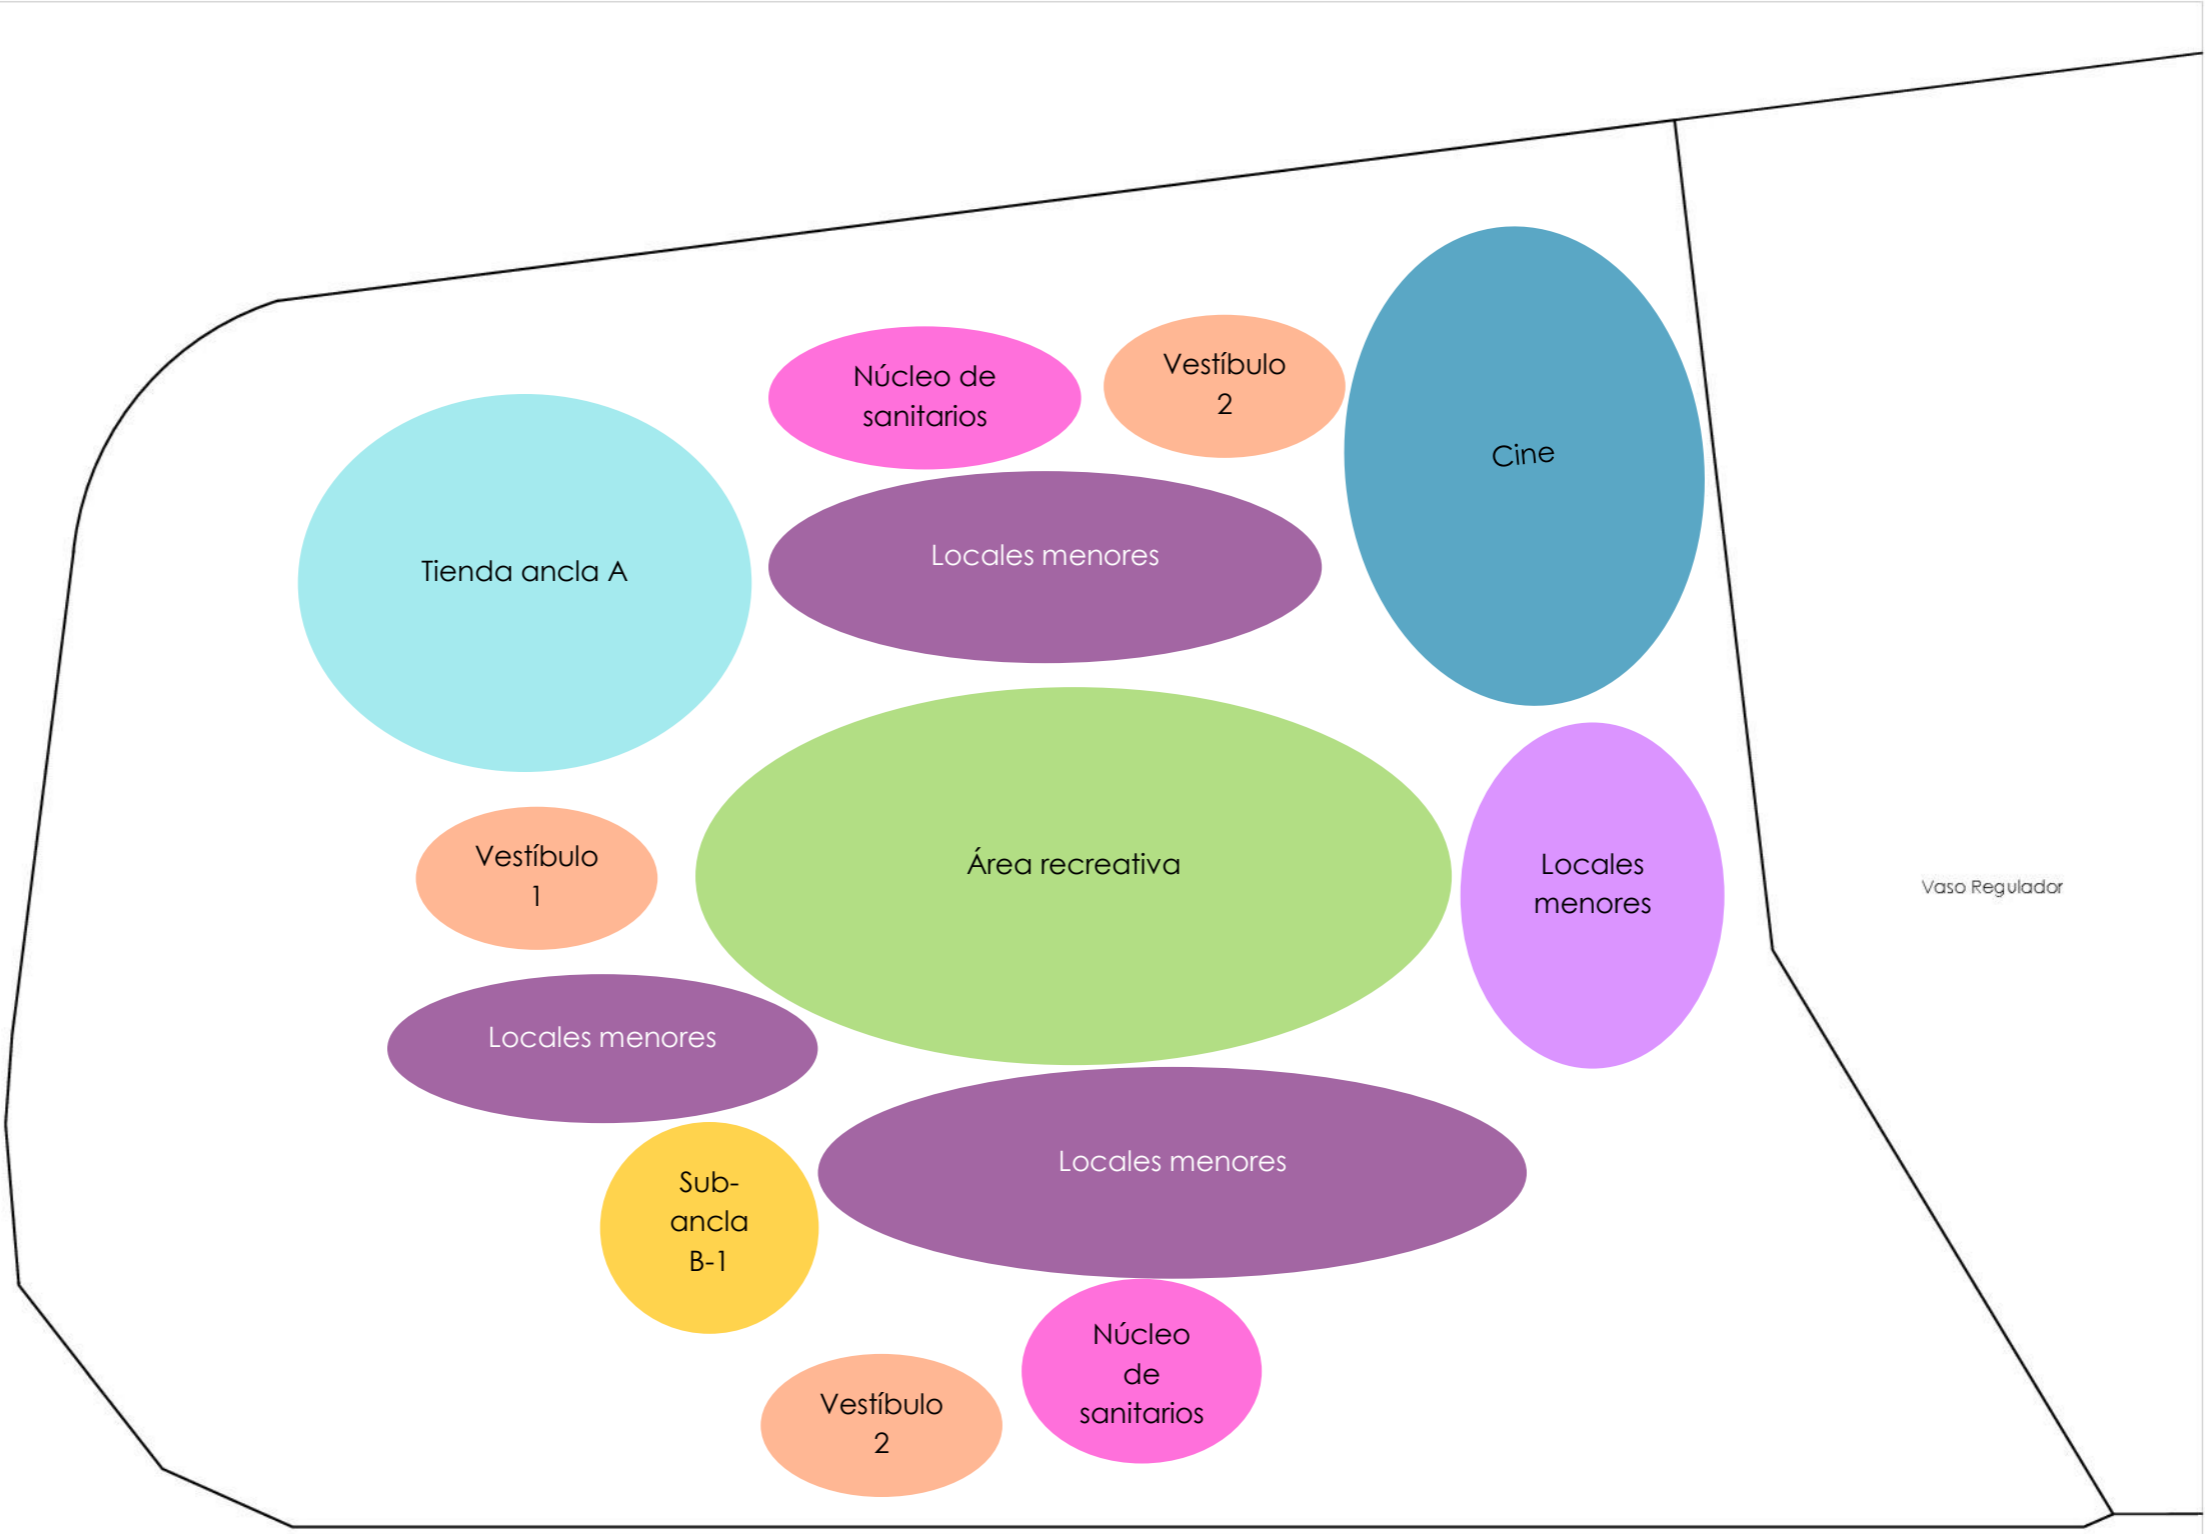 Núcleo de
sanitarios
Vestíbulo
2
Cine
Tienda ancla A
Locales menores
Vestíbulo
1
Área recreativa
Locales
menores
Vaso Regulador
Locales menores
Locales menores
Sub-
ancla
B-1
Núcleo
de
sanitarios
Vestíbulo
2